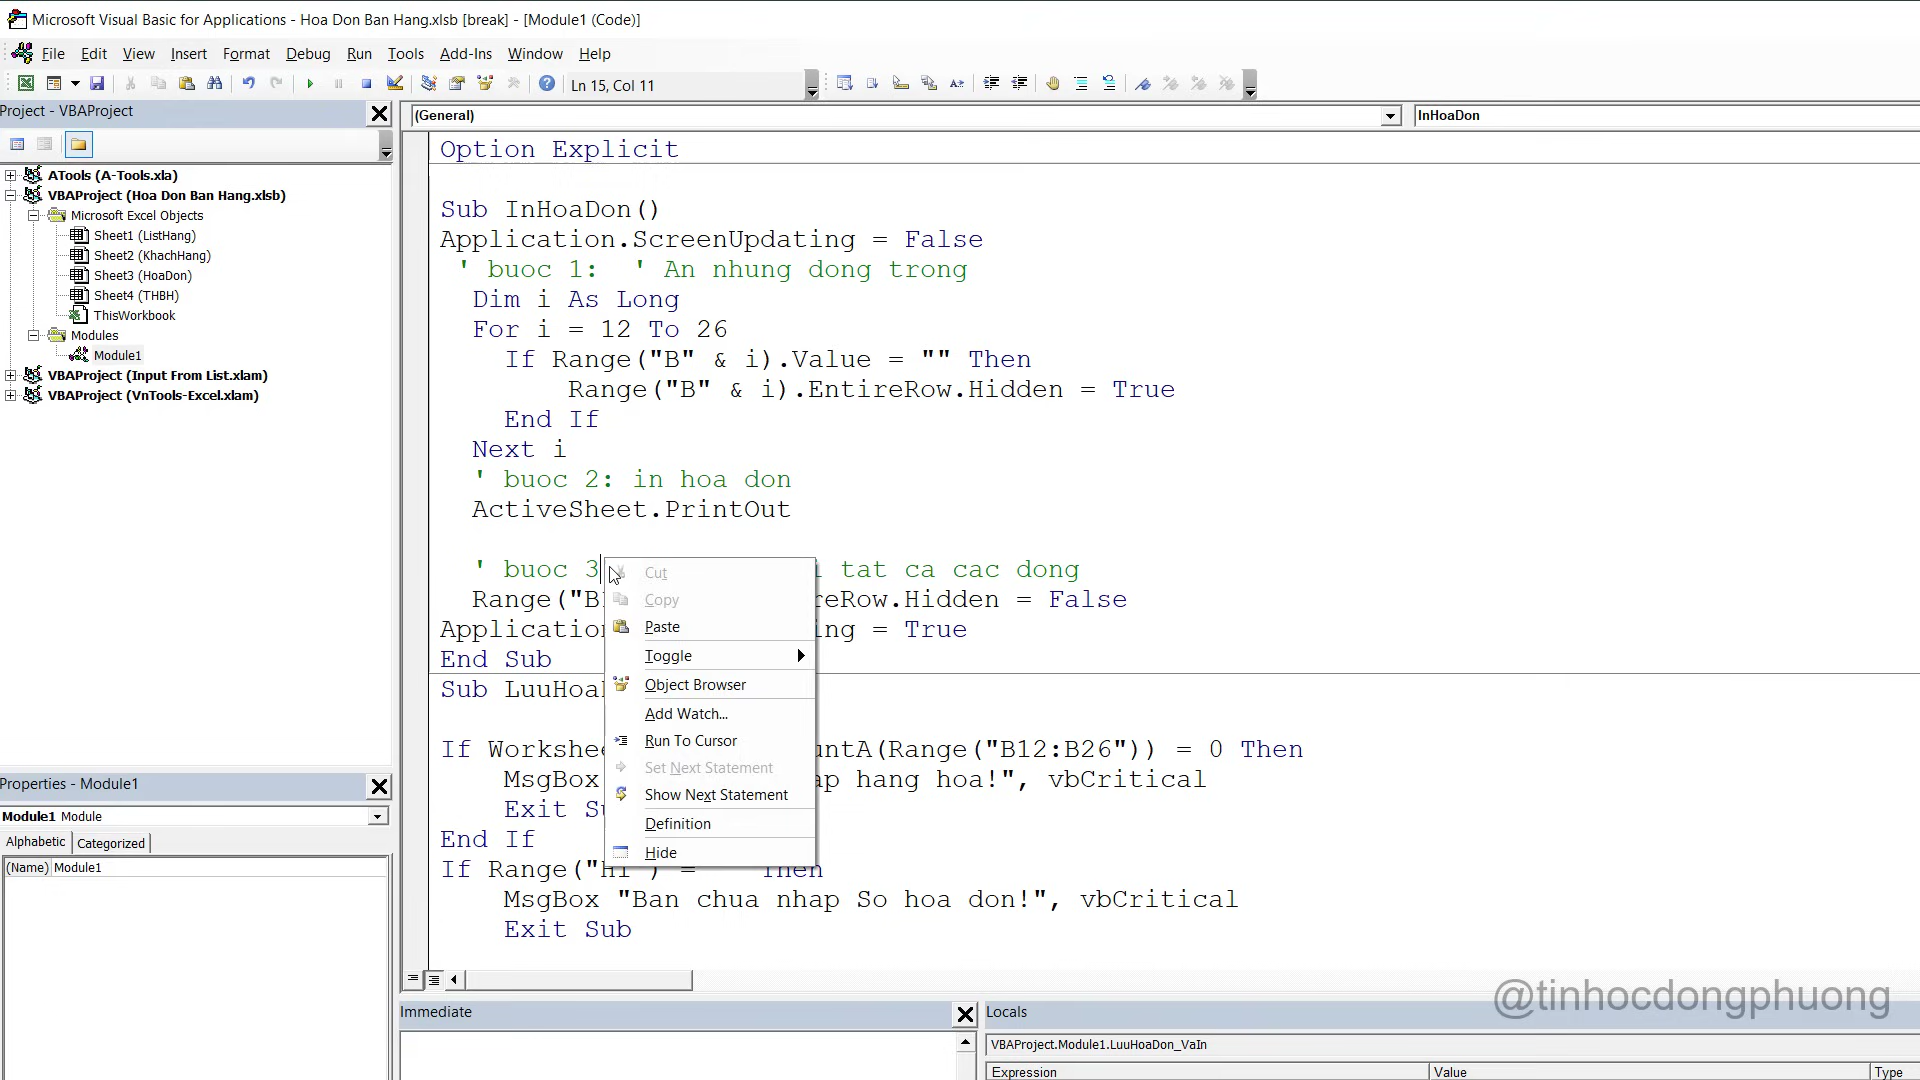 Microsoft Visual Basic for Applications - Hoa Don Ban Hang.xlsb [break] - [Module1 (Code)]
File Edit View Insert Format Debug Run Tools Add-Ins Window Help
Ln 15, Col 11
Project - VBAProject
(General)
InHoaDon
ATools (A-Tools.xla)
VBAProject (Hoa Don Ban Hang.xlsb)
Microsoft Excel Objects
Sheet1 (ListHang)
Sheet2 (KhachHang)
Sheet3 (HoaDon)
Sheet4 (THBH)
ThisWorkbook
Modules
Module1
VBAProject (Input From List.xlam)
VBAProject (VnTools-Excel.xlam)
Properties - Module1
Module1 Module
Alphabetic Categorized
(Name) Module1
Option Explicit
Sub InHoaDon()
Application.ScreenUpdating = False
' buoc 1: ' An nhung dong trong
Dim i As Long
For i = 12 To 26
If Range("B" & i).Value = "" Then
Range("B" & i).EntireRow.Hidden = True
End If
Next i
' buoc 2: in hoa don
ActiveSheet.PrintOut
' buoc 3 tat ca cac dong
Range("B reRow.Hidden = False
Application ng = True
End Sub
Sub LuuHoa
If Workshee untA(Range("B12:B26")) = 0 Then
MsgBox ap hang hoa!", vbCritical
Exit Su
End If
If Range(" ") = Then
MsgBox "Ban chua nhap So hoa don!", vbCritical
Exit Sub
Cut
Copy
Paste
Toggle
Object Browser
Add Watch...
Run To Cursor
Set Next Statement
Show Next Statement
Definition
Hide
Immediate
Locals
VBAProject.Module1.LuuHoaDon_VaIn
Expression Value Type
@tinhocdongphuong